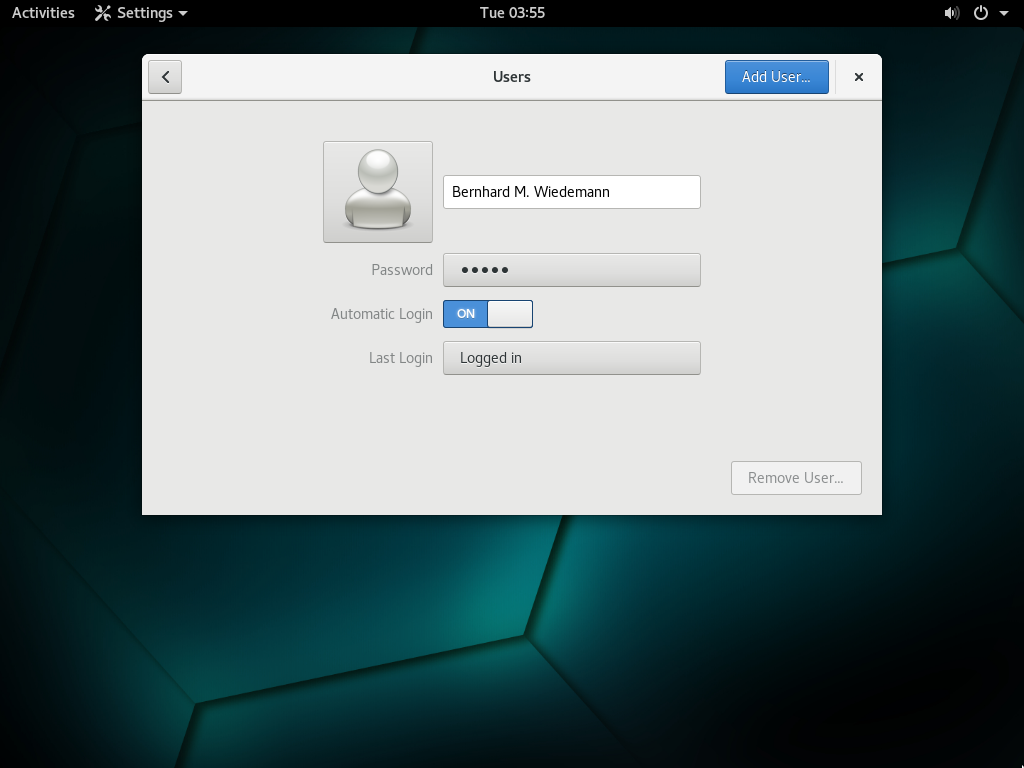 Activities Settings Tue 03:55
Users Add User...
Bernhard M. Wiedemann
Password •••••
Automatic Login ON
Last Login Logged in
Remove User...